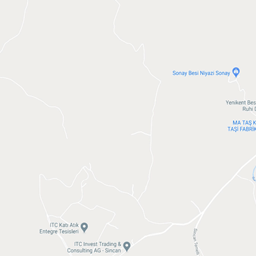 Sonay Besi Niyazi Sonay
Yenikent Bes
Ruhi
MA TAŞ K
TAŞI FABRİK
ITC Katı Atık
Entegre Tesisleri
ITC Invest Trading &
Consulting AG - Sincan